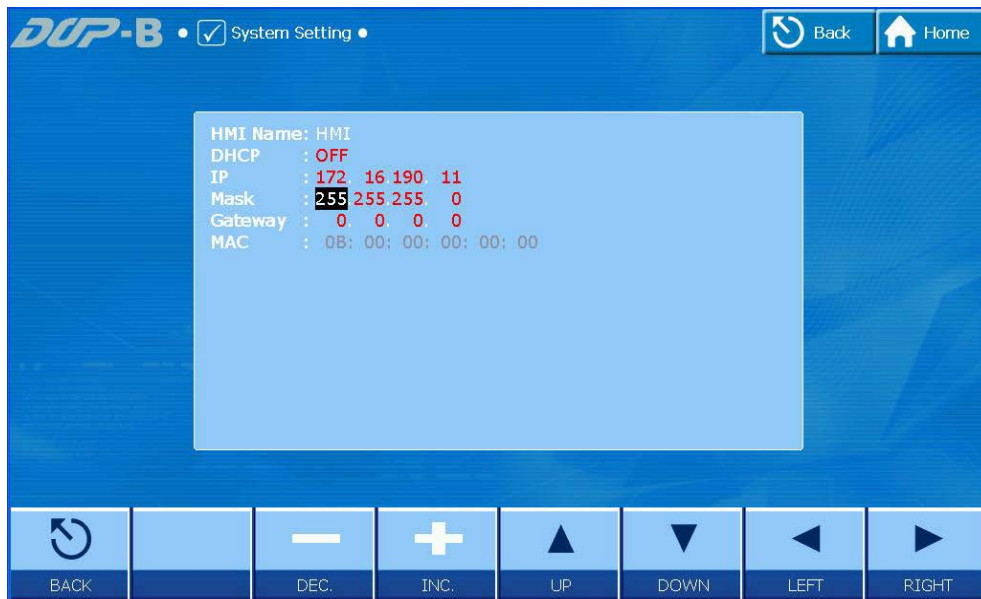 DOP-B • System Setting •
Back
Home
HMI Name: HMI
DHCP : OFF
IP : 172. 16.190. 11
Mask : 255.255.255. 0
Gateway : 0. 0. 0. 0
MAC : 0B: 00: 00: 00: 00: 00
BACK
DEC.
INC.
UP
DOWN
LEFT
RIGHT